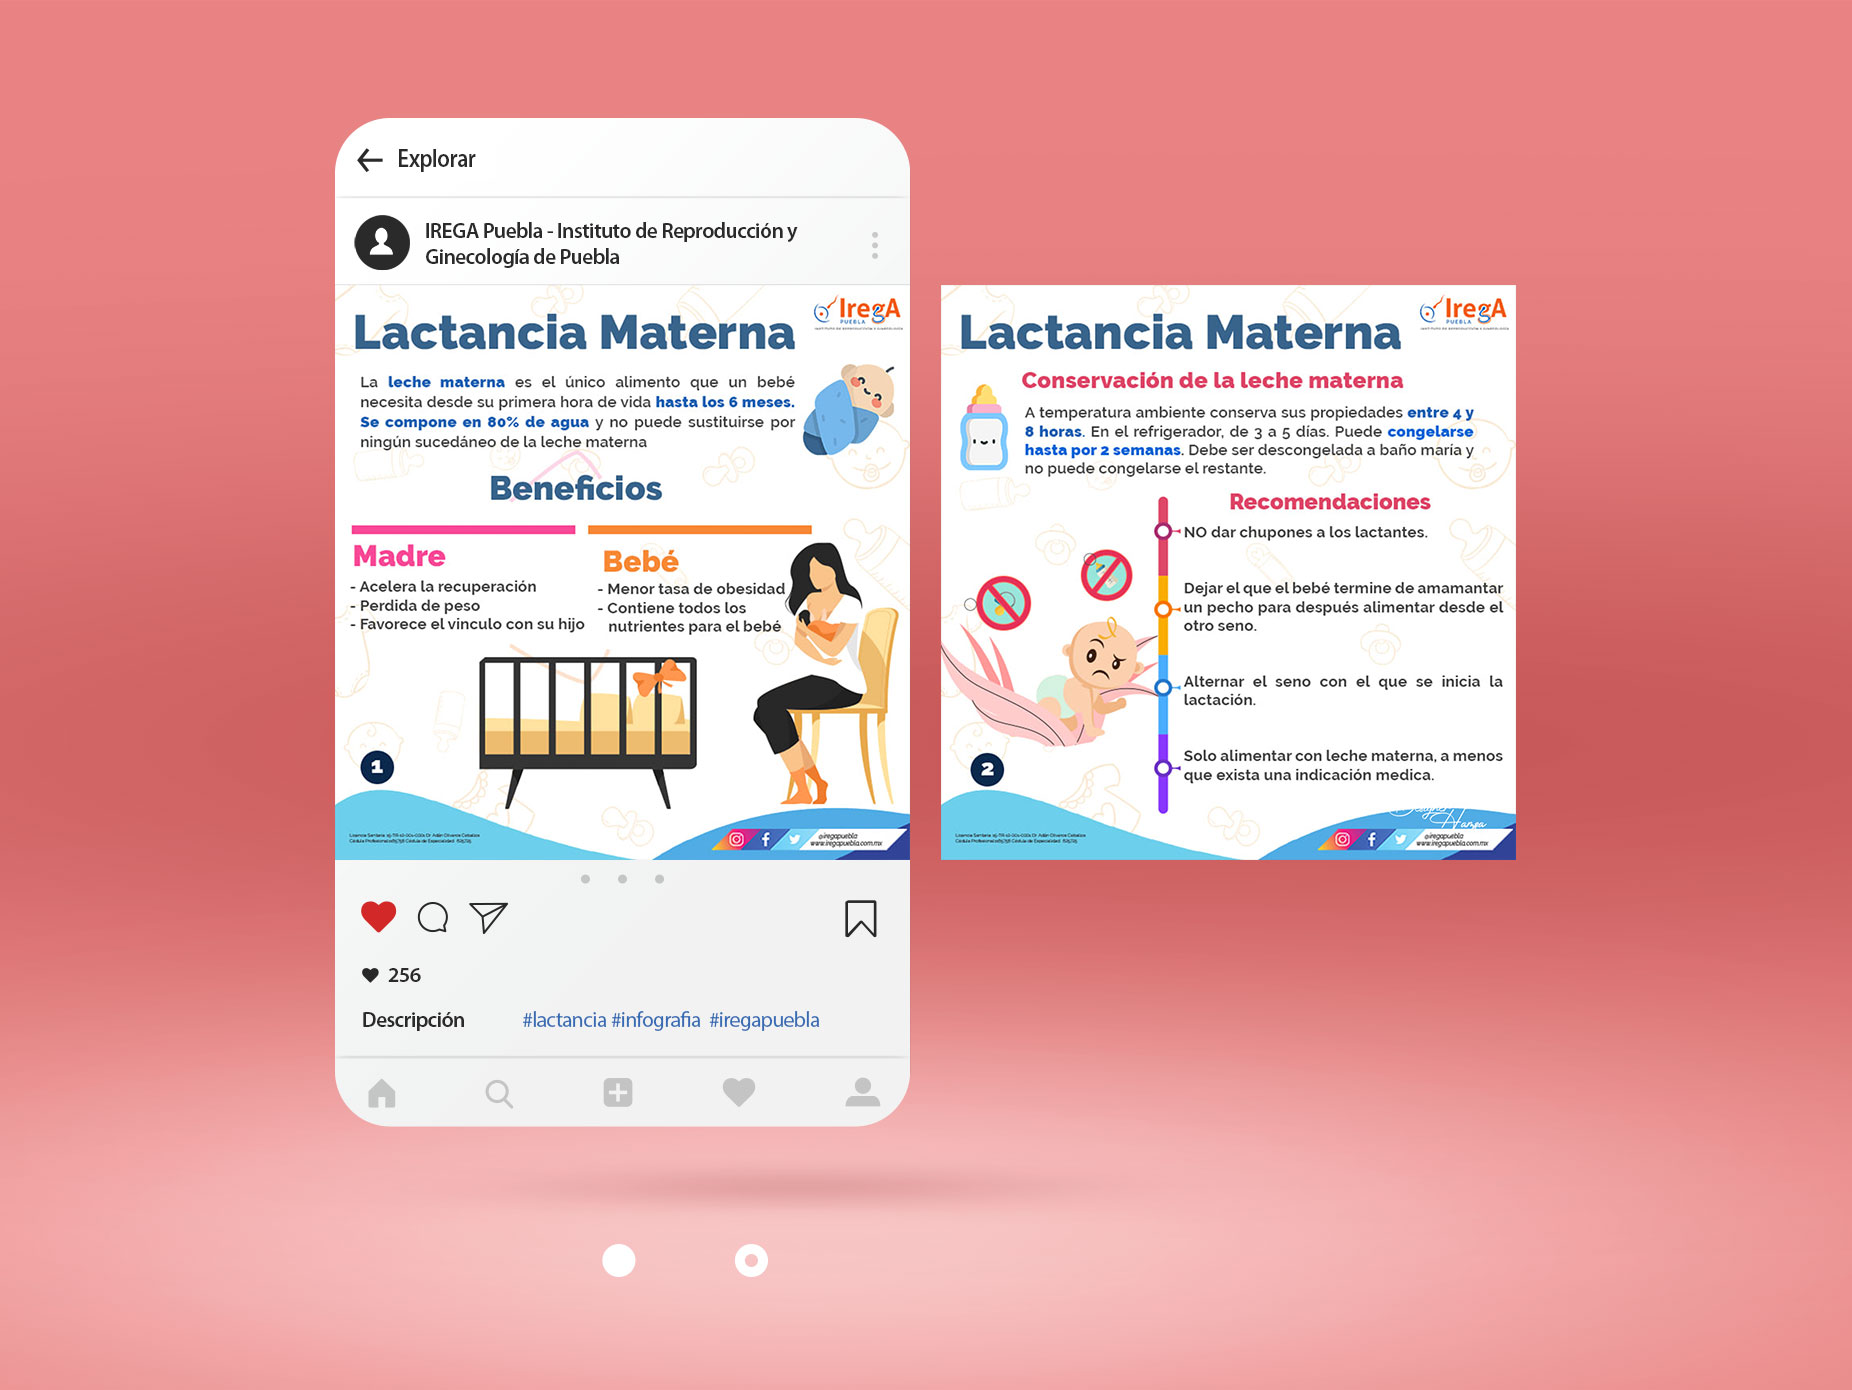 Explorar
IREGA Puebla - Instituto de Reproducción y
Ginecología de Puebla
IregA
PUEBLA
INSTITUTO DE REPRODUCCIÓN & GINECOLOGÍA
Lactancia Materna
La leche materna es el único alimento que un bebé
necesita desde su primera hora de vida hasta los 6 meses.
Se compone en 80% de agua y no puede sustituirse por
ningún sucedáneo de la leche materna
Beneficios
Madre
- Acelera la recuperación
- Perdida de peso
- Favorece el vinculo con su hijo
Bebé
- Menor tasa de obesidad
- Contiene todos los
nutrientes para el bebé
1
@iregapuebla
www.iregapuebla.com.mx
256
Descripción #lactancia #infografia #iregapuebla
IregA
PUEBLA
INSTITUTO DE REPRODUCCIÓN & GINECOLOGÍA
Lactancia Materna
Conservación de la leche materna
A temperatura ambiente conserva sus propiedades entre 4 y
8 horas. En el refrigerador, de 3 a 5 días. Puede congelarse
hasta por 2 semanas. Debe ser descongelada a baño maría y
no puede congelarse el restante.
Recomendaciones
NO dar chupones a los lactantes.
Dejar el que el bebé termine de amamantar
un pecho para después alimentar desde el
otro seno.
Alternar el seno con el que se inicia la
lactación.
Solo alimentar con leche materna, a menos
que exista una indicación medica.
2
@iregapuebla
www.iregapuebla.com.mx